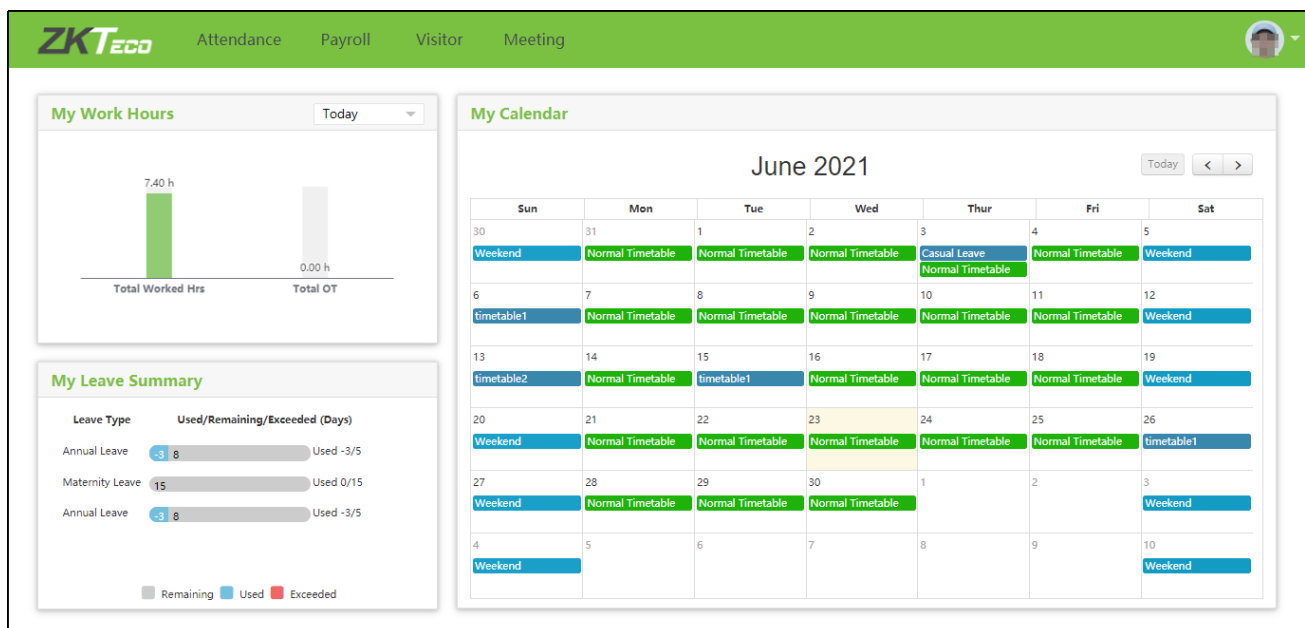 ZKTeco Attendance Payroll Visitor Meeting
My Work Hours Today
7.40 h
0.00 h
Total Worked Hrs Total OT
My Leave Summary
Leave Type Used/Remaining/Exceeded (Days)
Annual Leave -3 8 Used -3/5
Maternity Leave 15 Used 0/15
Annual Leave -3 8 Used -3/5
Remaining Used Exceeded
My Calendar
June 2021 Today < >
Sun Mon Tue Wed Thur Fri Sat
30 31 1 2 3 4 5
Weekend Normal Timetable Normal Timetable Normal Timetable Casual Leave Normal Timetable Weekend
Normal Timetable
6 7 8 9 10 11 12
timetable1 Normal Timetable Normal Timetable Normal Timetable Normal Timetable Normal Timetable Weekend
13 14 15 16 17 18 19
timetable2 Normal Timetable timetable1 Normal Timetable Normal Timetable Normal Timetable Weekend
20 21 22 23 24 25 26
Weekend Normal Timetable Normal Timetable Normal Timetable Normal Timetable Normal Timetable timetable1
27 28 29 30 1 2 3
Weekend Normal Timetable Normal Timetable Normal Timetable Weekend
4 5 6 7 8 9 10
Weekend Weekend